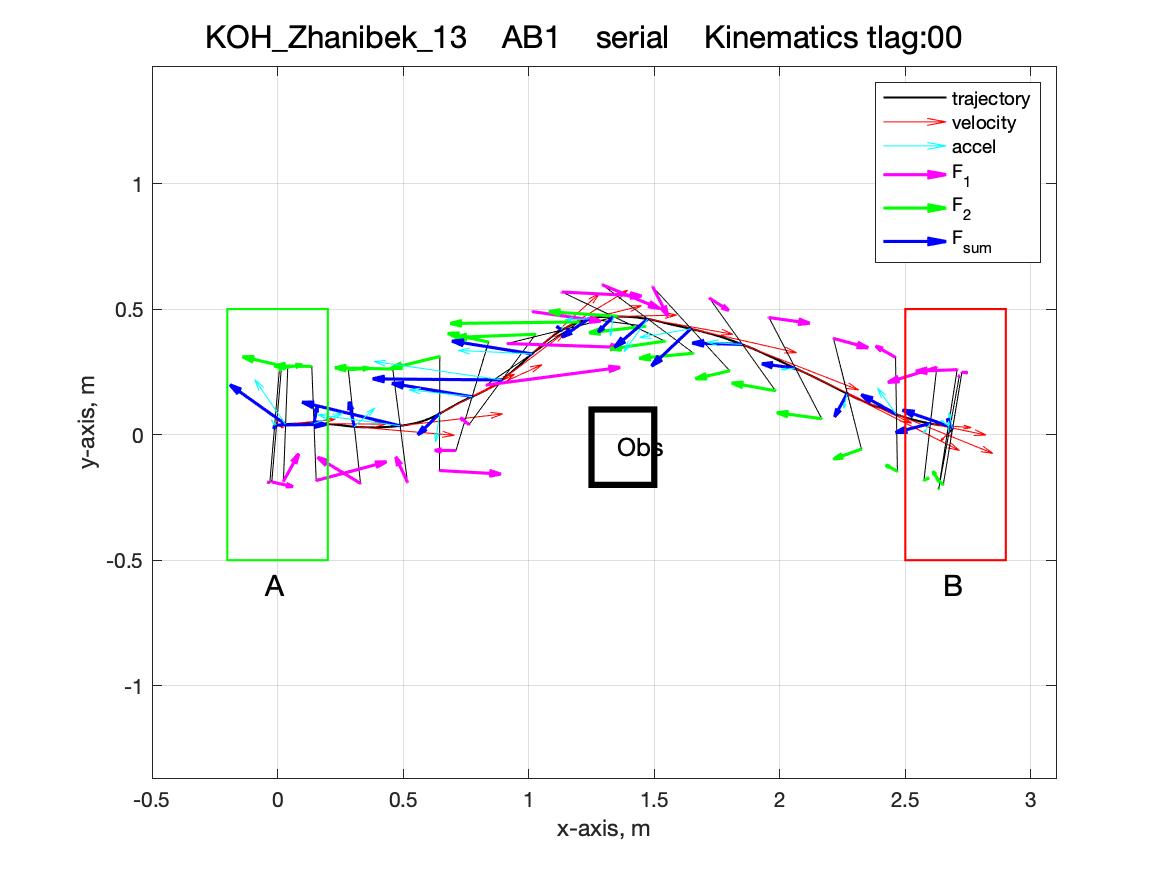 KOH_Zhanibek_13 AB1 serial Kinematics tlag:00
trajectory
velocity
accel
F1
F2
Fsum
1
0.5
0
-0.5
-1
y-axis, m
Obs
A
B
-0.5 0 0.5 1 1.5 2 2.5 3
x-axis, m